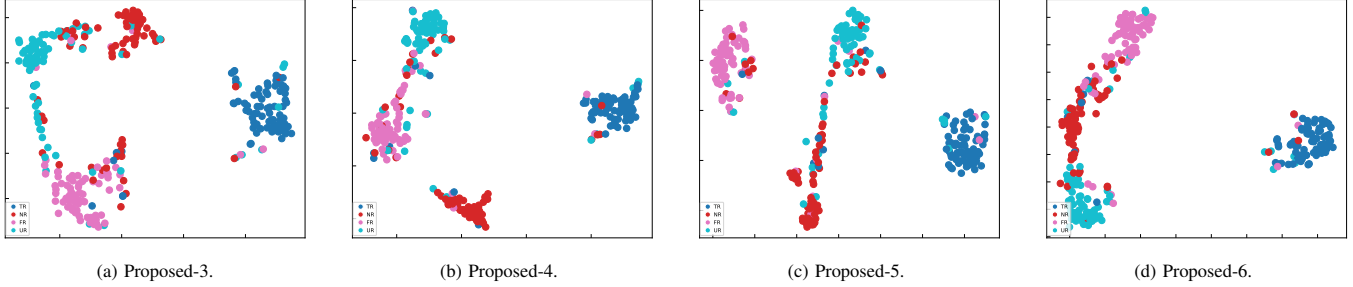 TR
NR
FR
UR
TR
NR
FR
UR
TR
NR
FR
UR
TR
NR
FR
UR
(a) Proposed-3.
(b) Proposed-4.
(c) Proposed-5.
(d) Proposed-6.